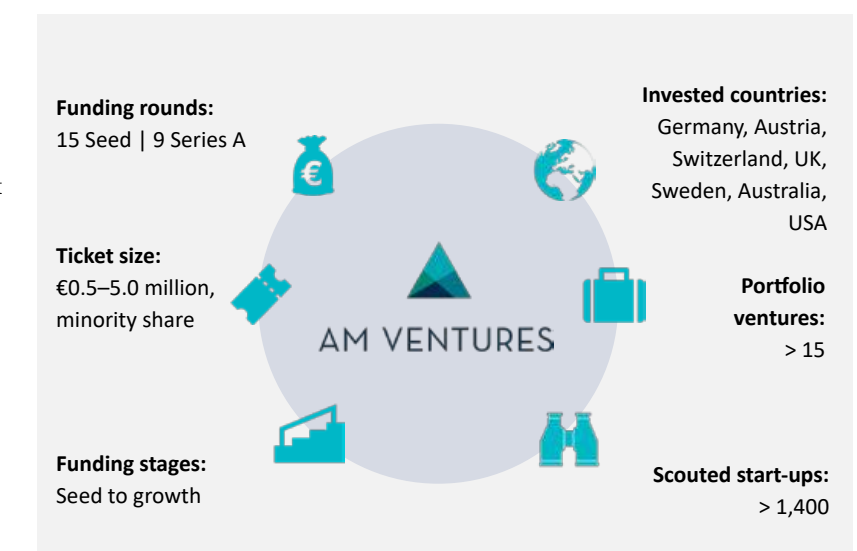 Funding rounds:
15 Seed | 9 Series A
Ticket size:
€0.5–5.0 million,
minority share
Funding stages:
Seed to growth
€
AM VENTURES
Invested countries:
Germany, Austria,
Switzerland, UK,
Sweden, Australia,
USA
Portfolio
ventures:
> 15
Scouted start-ups:
> 1,400